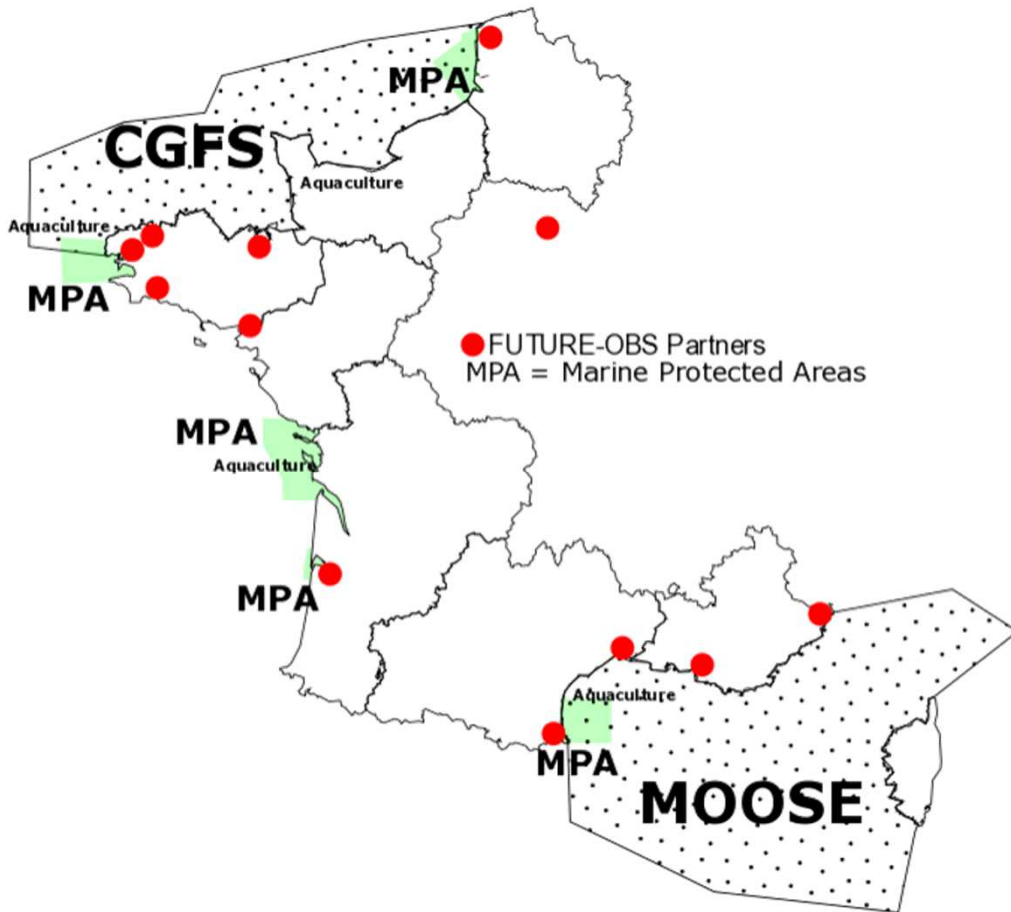 MPA
CGFS
Aquaculture
Aquaculture
MPA
FUTURE-OBS Partners
MPA = Marine Protected Areas
MPA
Aquaculture
MPA
Aquaculture
MPA
MOOSE